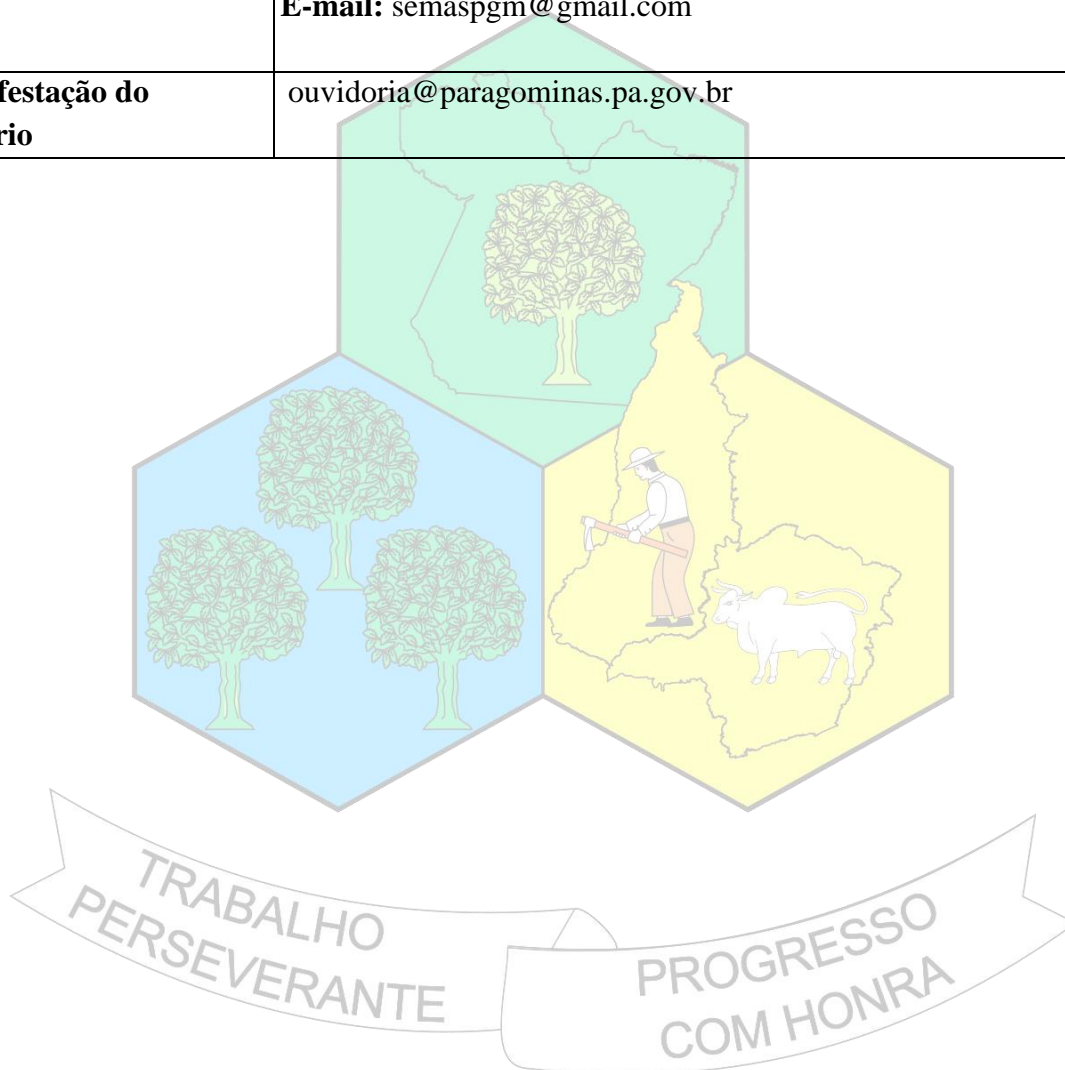 E-mail: semaspgm@gmail.com
festação do
ouvidoria@paragominas.pa.gov.br
rio
TRABALHO
PERSEVERANTE
PROGRESSO
COM HONRA